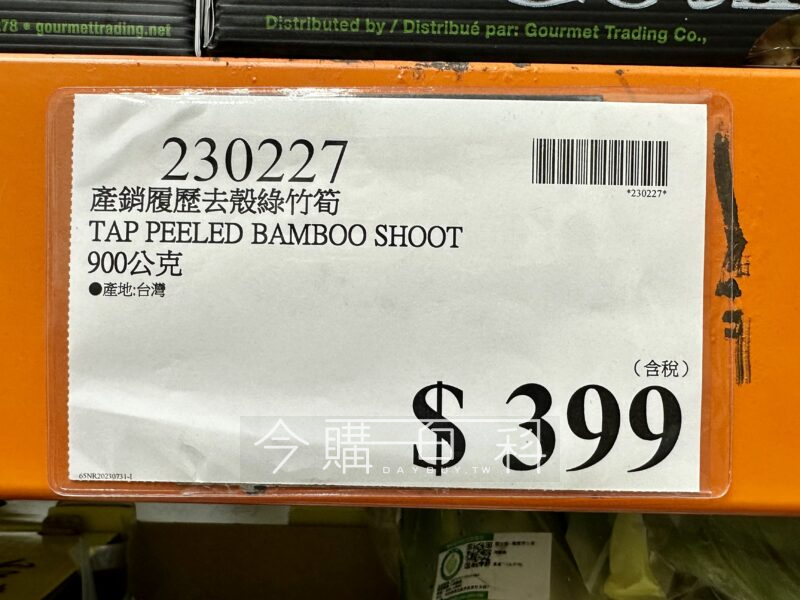 278 • gourmettrading.net
Distributed by / Distribué par: Gourmet Trading Co.,
230227
*230227*
產銷履歷去殼綠竹筍
TAP PEELED BAMBOO SHOOT
900公克
●產地:台灣
(含稅)
$ 399
今購百科
DAYBUY.TW
65NR20230731-1